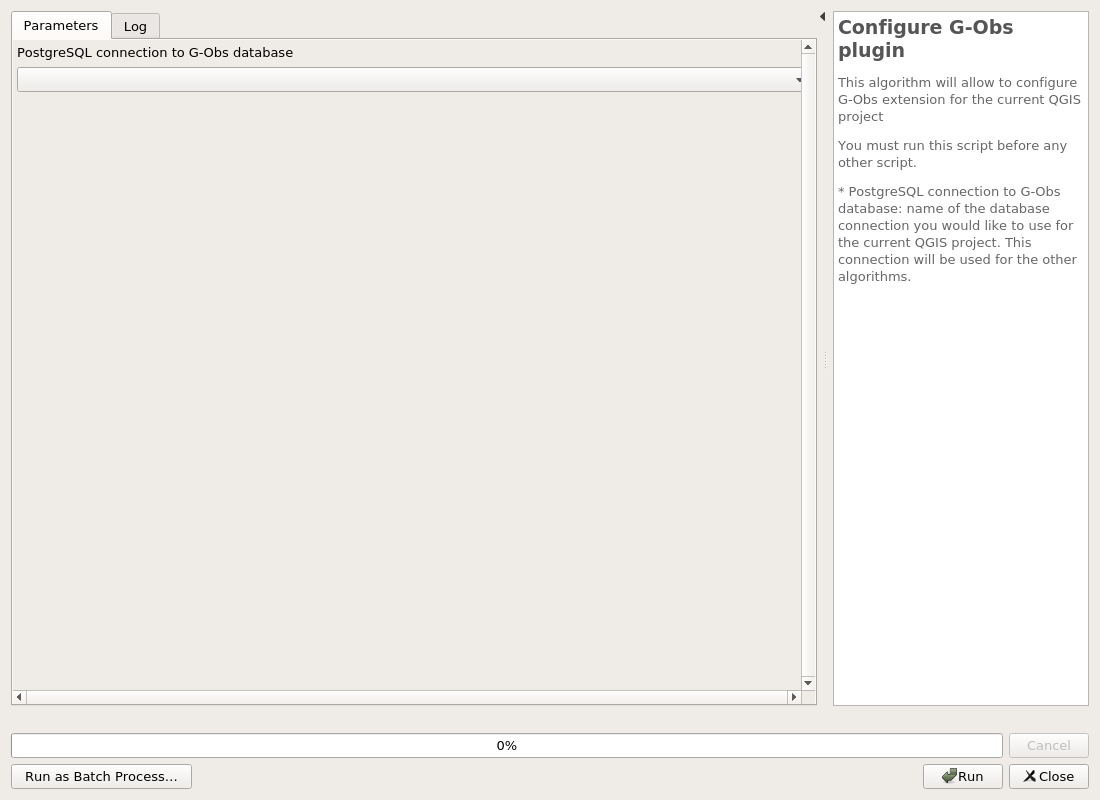 Parameters
Log
PostgreSQL connection to G-Obs database
Configure G-Obs
plugin
This algorithm will allow to configure
G-Obs extension for the current QGIS
project
You must run this script before any
other script.
* PostgreSQL connection to G-Obs
database: name of the database
connection you would like to use for
the current QGIS project. This
connection will be used for the other
algorithms.
0%
Cancel
Run as Batch Process…
Run
Close